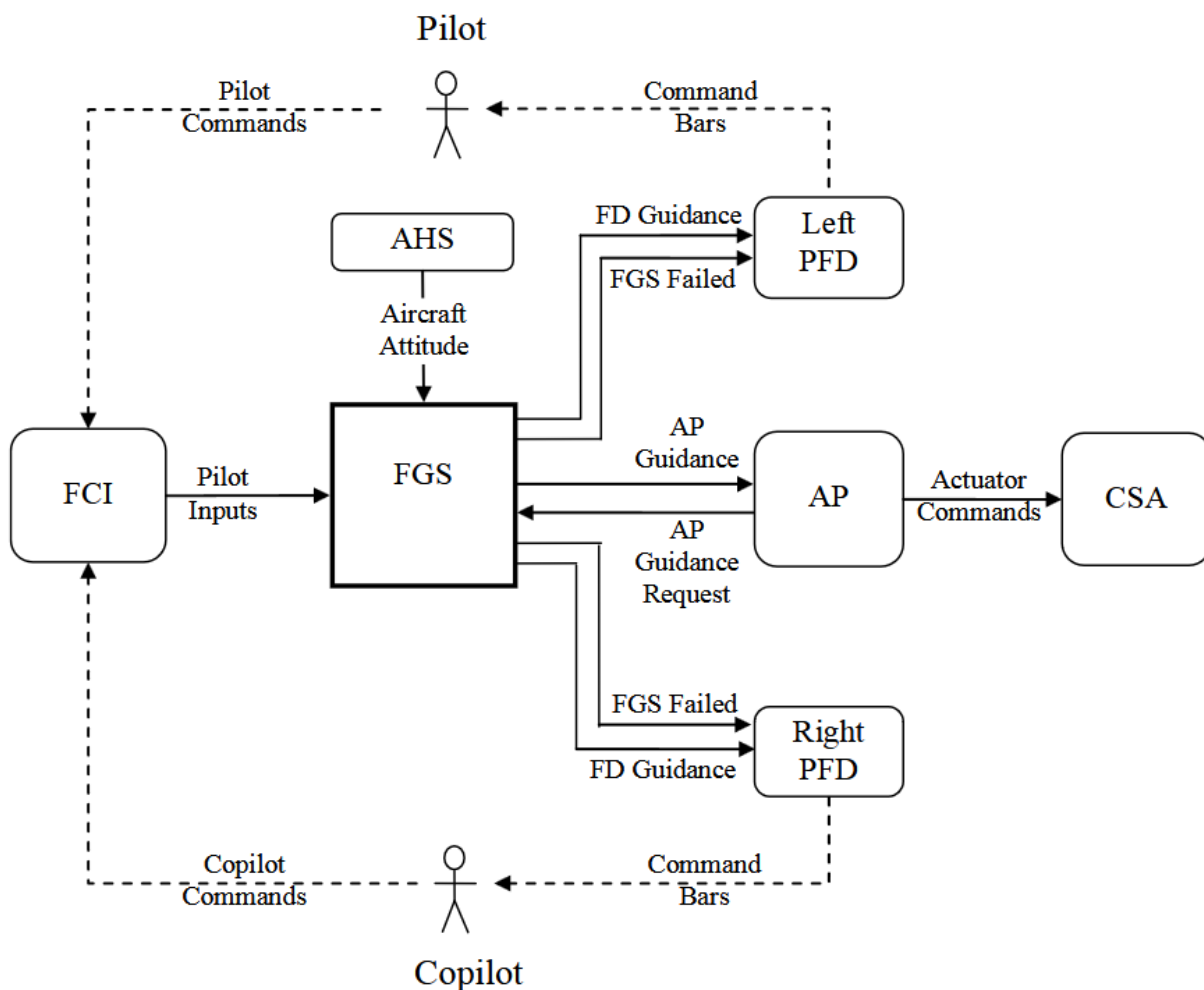 Pilot
Pilot
Commands
Command
Bars
AHS
FD Guidance
FGS Failed
Left
PFD
Aircraft
Attitude
FCI
Pilot
Inputs
FGS
AP
Guidance
AP
Guidance
Request
AP
Actuator
Commands
CSA
FGS Failed
FD Guidance
Right
PFD
Copilot
Commands
Command
Bars
Copilot